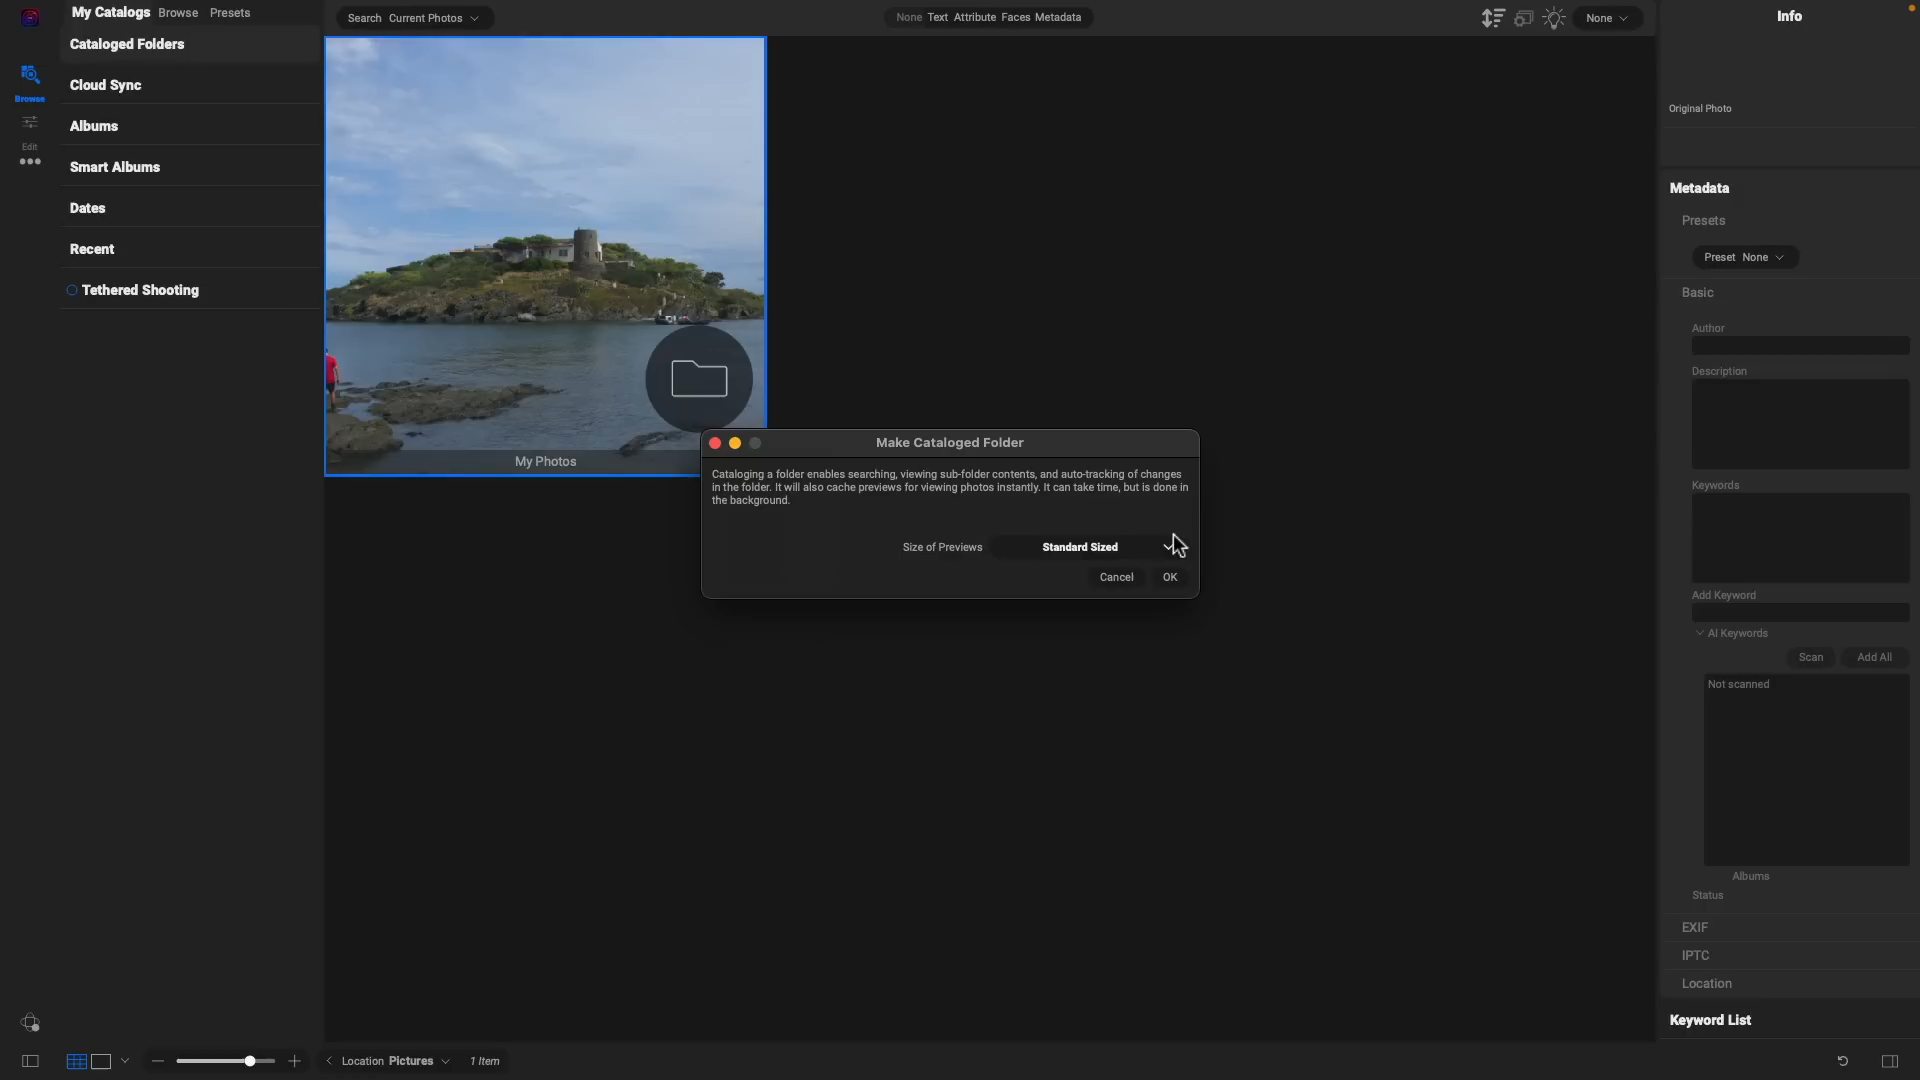 My Catalogs Browse Presets
Cataloged Folders
Cloud Sync
Albums
Smart Albums
Dates
Recent
Tethered Shooting
Browse
Edit
Search Current Photos
None Text Attribute Faces Metadata
None
My Photos
Make Cataloged Folder
Cataloging a folder enables searching, viewing sub-folder contents, and auto-tracking of changes
in the folder. It will also cache previews for viewing photos instantly. It can take time, but is done in
the background.
Size of Previews Standard Sized
Cancel OK
Info
Original Photo
Metadata
Presets
Preset None
Basic
Author
Description
Keywords
Add Keyword
AI Keywords
Scan Add All
Not scanned
Albums
Status
EXIF
IPTC
Location
Keyword List
Location Pictures 1 Item